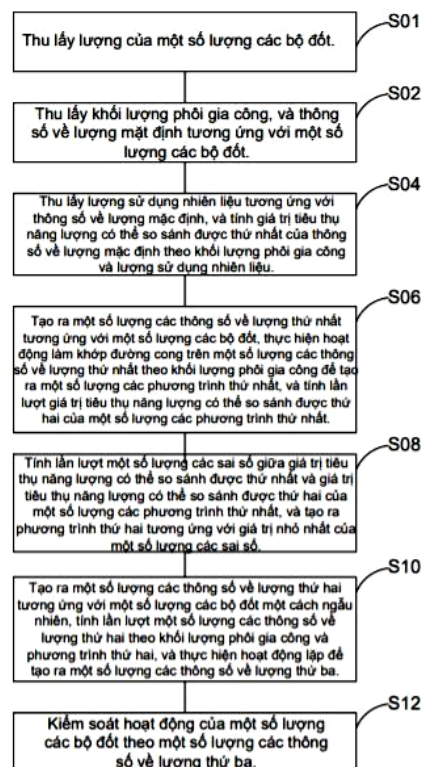 S01
Thu lấy lượng của một số lượng các bộ đốt.
S02
Thu lấy khối lượng phôi gia công, và thông
số về lượng mặt định tương ứng với một số
lượng các bộ đốt.
S04
Thu lấy lượng sử dụng nhiên liệu tương ứng với
thông số về lượng mặc định, và tính giá trị tiêu thụ
năng lượng có thể so sánh được thứ nhất của thông
số về lượng mặc định theo khối lượng phôi gia công
và lượng sử dụng nhiên liệu.
S06
Tạo ra một số lượng các thông số về lượng thứ nhất
tương ứng với một số lượng các bộ đốt, thực hiện hoạt
động làm khớp đường cong trên một số lượng các thông
số về lượng thứ nhất theo khối lượng phôi gia công để tạo
ra một số lượng các phương trình thứ nhất, và tính lần
lượt giá trị tiêu thụ năng lượng có thể so sánh được thứ
hai của một số lượng các phương trình thứ nhất.
S08
Tính lần lượt một số lượng các sai số giữa giá trị tiêu
thụ năng lượng có thể so sánh được thứ nhất và giá trị
tiêu thụ năng lượng có thể so sánh được thứ hai của
một số lượng các phương trình thứ nhất, và tạo ra
phương trình thứ hai tương ứng với giá trị nhỏ nhất của
một số lượng các sai số.
S10
Tạo ra một số lượng các thông số về lượng thứ hai
tương ứng với một số lượng các bộ đốt một cách ngẫu
nhiên, tính lần lượt một số lượng các thông số về
lượng thứ hai theo khối lượng phôi gia công và
phương trình thứ hai, và thực hiện hoạt động lặp để
tạo ra một số lượng các thông số về lượng thứ ba.
S12
Kiểm soát hoạt động của một số lượng
các bộ đốt theo một số lượng các thông
số về lượng thứ ba.